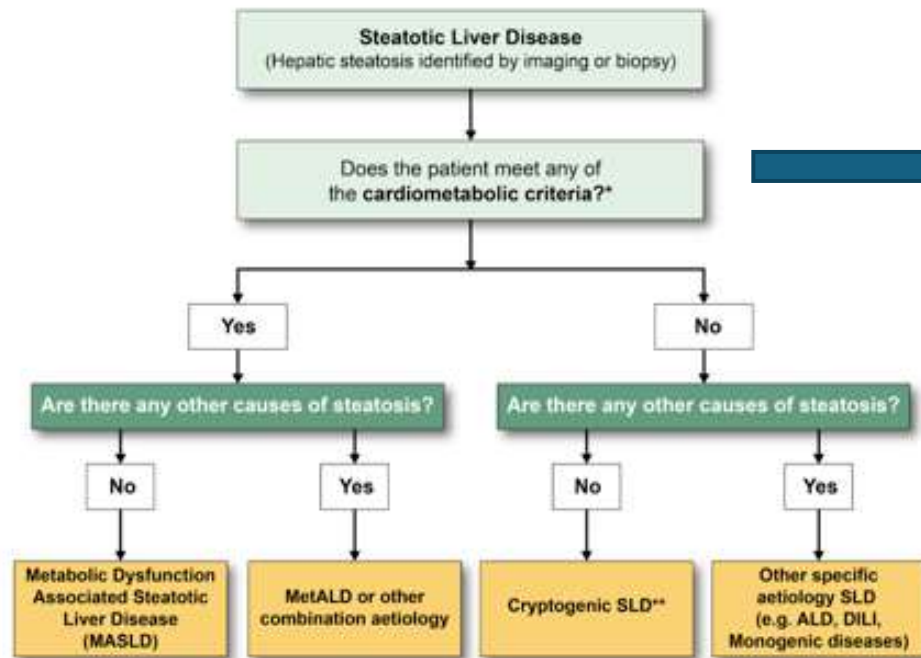 Steatotic Liver Disease
(Hepatic steatosis identified by imaging or biopsy)
Does the patient meet any of
the cardiometabolic criteria?*
Yes
No
Are there any other causes of steatosis?
Are there any other causes of steatosis?
No
Yes
No
Yes
Metabolic Dysfunction
Associated Steatotic
Liver Disease
(MASLD)
MetALD or other
combination aetiology
Cryptogenic SLD**
Other specific
aetiology SLD
(e.g. ALD, DILI,
Monogenic diseases)